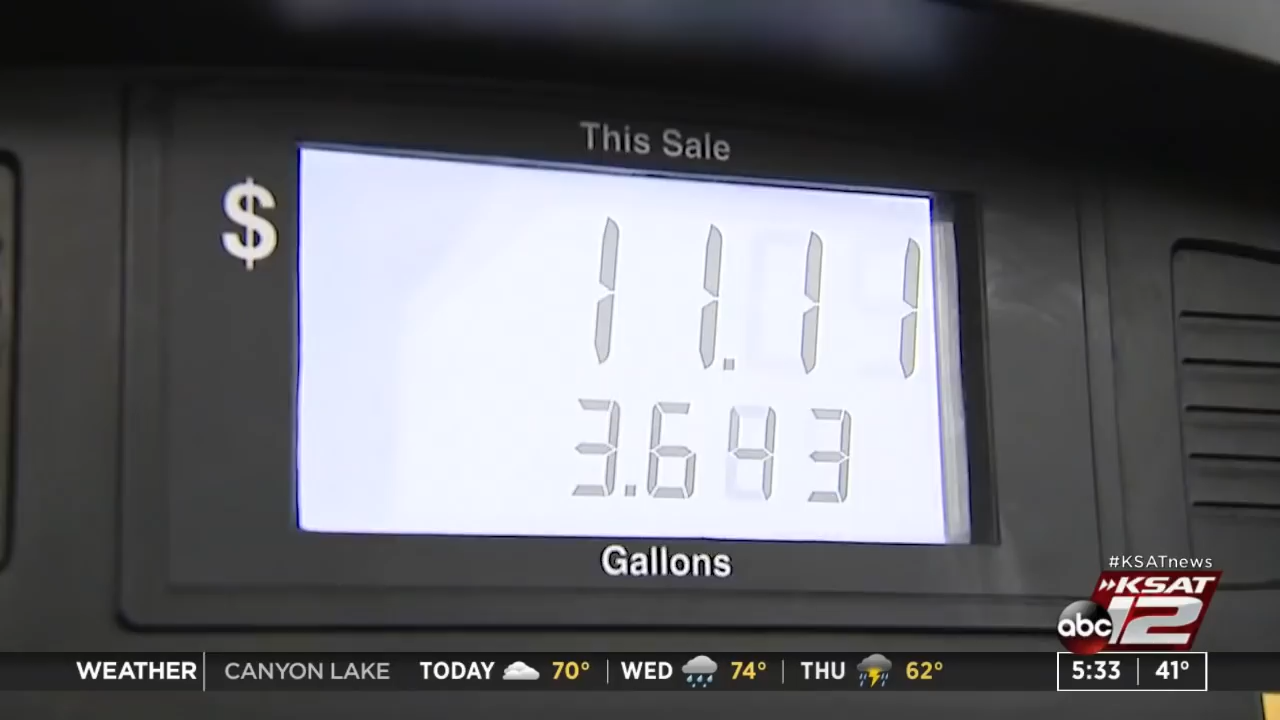 This Sale
$
11.11
3.643
Gallons
#KSATnews
KSAT
abc 12
WEATHER CANYON LAKE TODAY 70° WED 74° THU 62° 5:33 41°